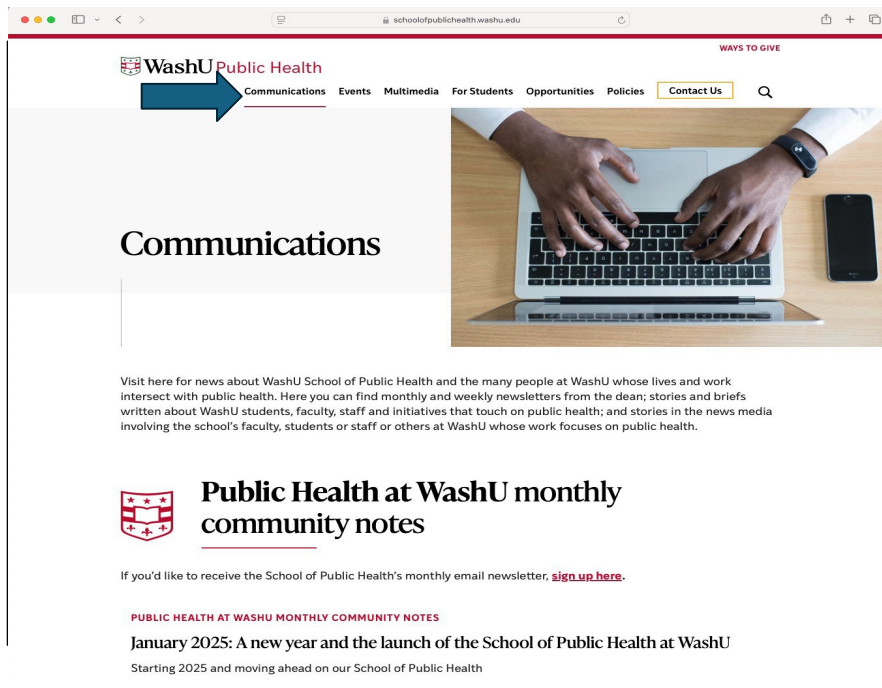 schoolofpublichealth.washu.edu
WAYS TO GIVE
WashU Public Health
Communications Events Multimedia For Students Opportunities Policies Contact Us
Communications
Visit here for news about WashU School of Public Health and the many people at WashU whose lives and work
intersect with public health. Here you can find monthly and weekly newsletters from the dean; stories and briefs
written about WashU students, faculty, staff and initiatives that touch on public health; and stories in the news media
involving the school's faculty, students or staff or others at WashU whose work focuses on public health.
Public Health at WashU monthly
community notes
If you'd like to receive the School of Public Health's monthly email newsletter, sign up here.
PUBLIC HEALTH AT WASHU MONTHLY COMMUNITY NOTES
January 2025: A new year and the launch of the School of Public Health at WashU
Starting 2025 and moving ahead on our School of Public Health